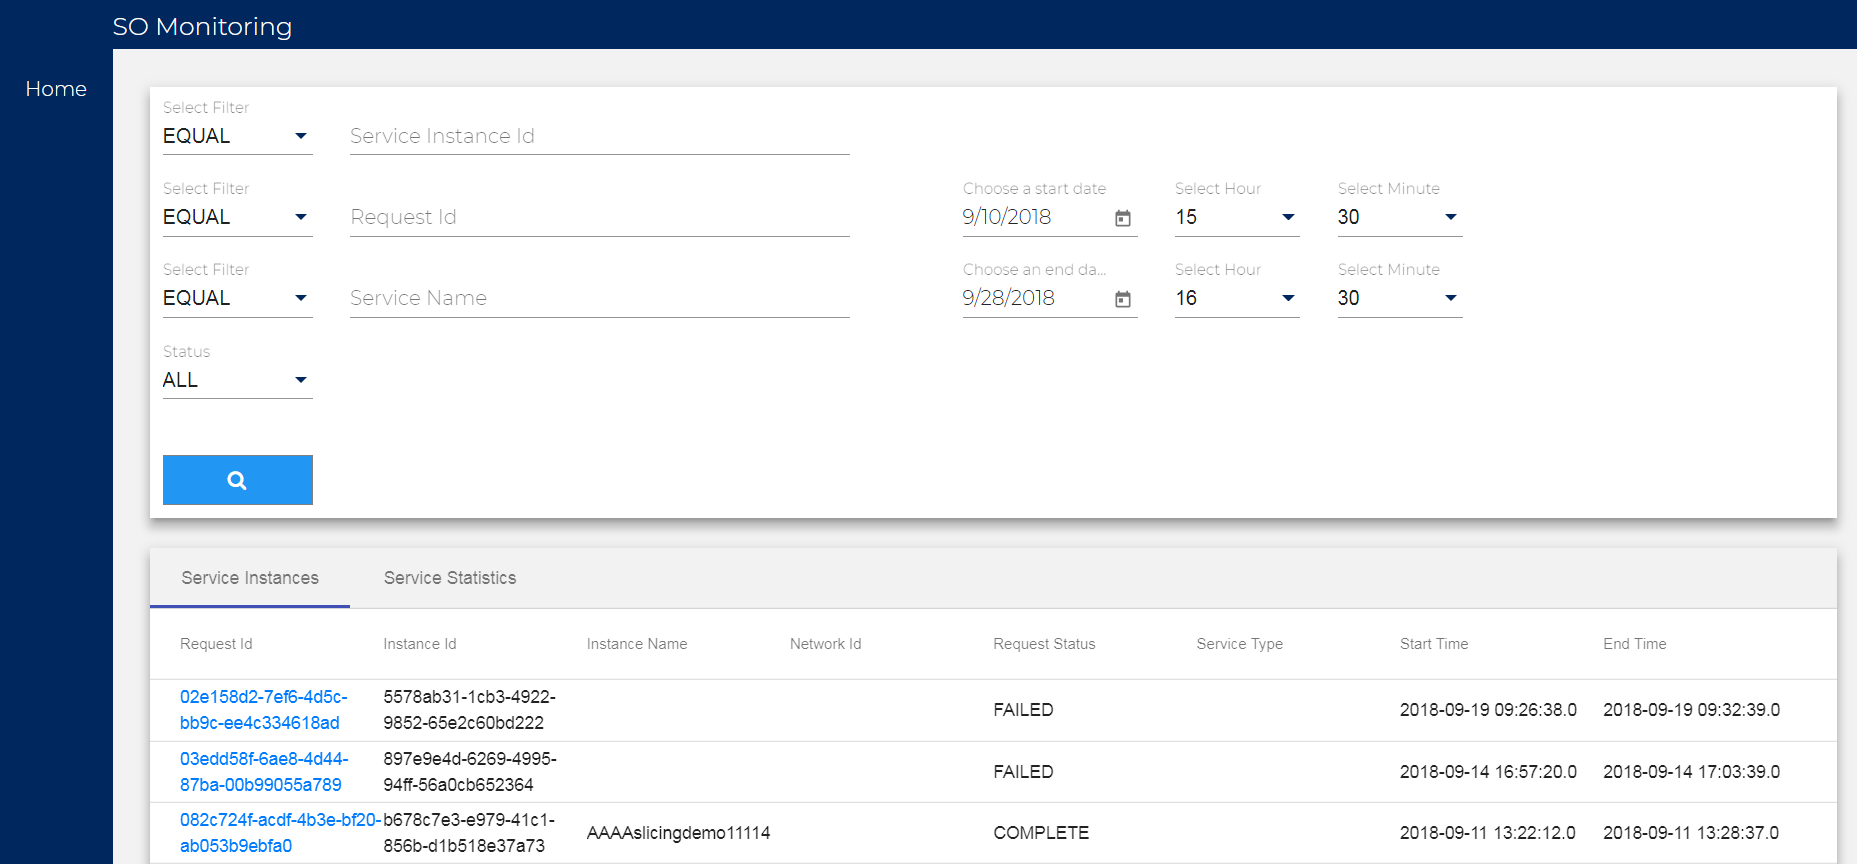 SO Monitoring
Home
Select Filter
EQUAL
Service Instance Id
Select Filter
EQUAL
Request Id
Choose a start date
9/10/2018
Select Hour
15
Select Minute
30
Select Filter
EQUAL
Service Name
Choose an end da...
9/28/2018
Select Hour
16
Select Minute
30
Status
ALL
Service Instances Service Statistics
Request Id Instance Id Instance Name Network Id Request Status Service Type Start Time End Time
02e158d2-7ef6-4d5c-
bb9c-ee4c334618ad
5578ab31-1cb3-4922-
9852-65e2c60bd222
FAILED
2018-09-19 09:26:38.0
2018-09-19 09:32:39.0
03edd58f-6ae8-4d44-
87ba-00b99055a789
897e9e4d-6269-4995-
94ff-56a0cb652364
FAILED
2018-09-14 16:57:20.0
2018-09-14 17:03:39.0
082c724f-acdf-4b3e-bf20-
ab053b9ebfa0
b678c7e3-e979-41c1-
856b-d1b518e37a73
AAAAslicingdemo11114
COMPLETE
2018-09-11 13:22:12.0
2018-09-11 13:28:37.0